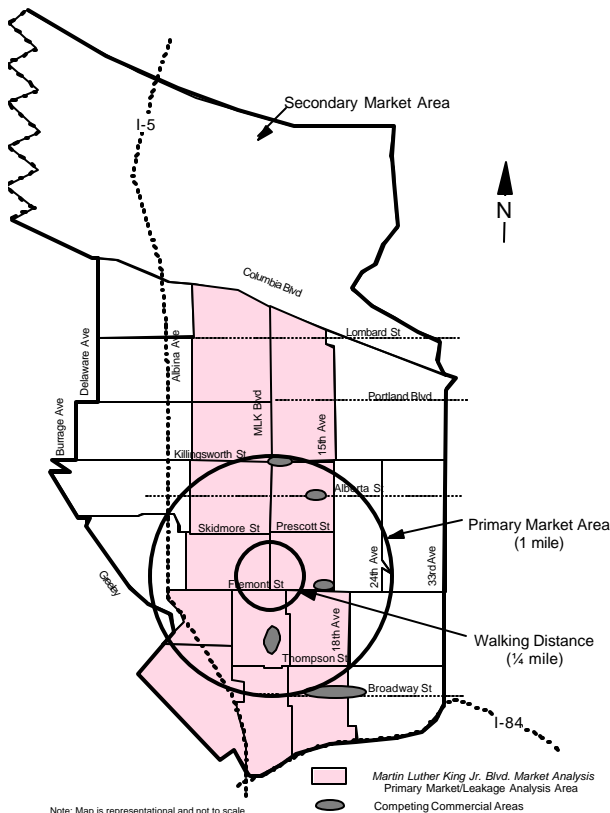 Secondary Market Area
I-5
N
Columbia Blvd
Lombard St
Delaware Ave
Albina Ave
Portland Blvd
Burrage Ave
MLK Blvd
15th Ave
Killingsworth St
Alberta St
Skidmore St
Prescott St
Primary Market Area
(1 mile)
24th Ave
33rd Ave
Greeley
Fremont St
18th Ave
Walking Distance
(¼ mile)
Thompson St
Broadway St
I-84
Martin Luther King Jr. Blvd. Market Analysis
Primary Market/Leakage Analysis Area
Competing Commercial Areas
Note: Map is representational and not to scale